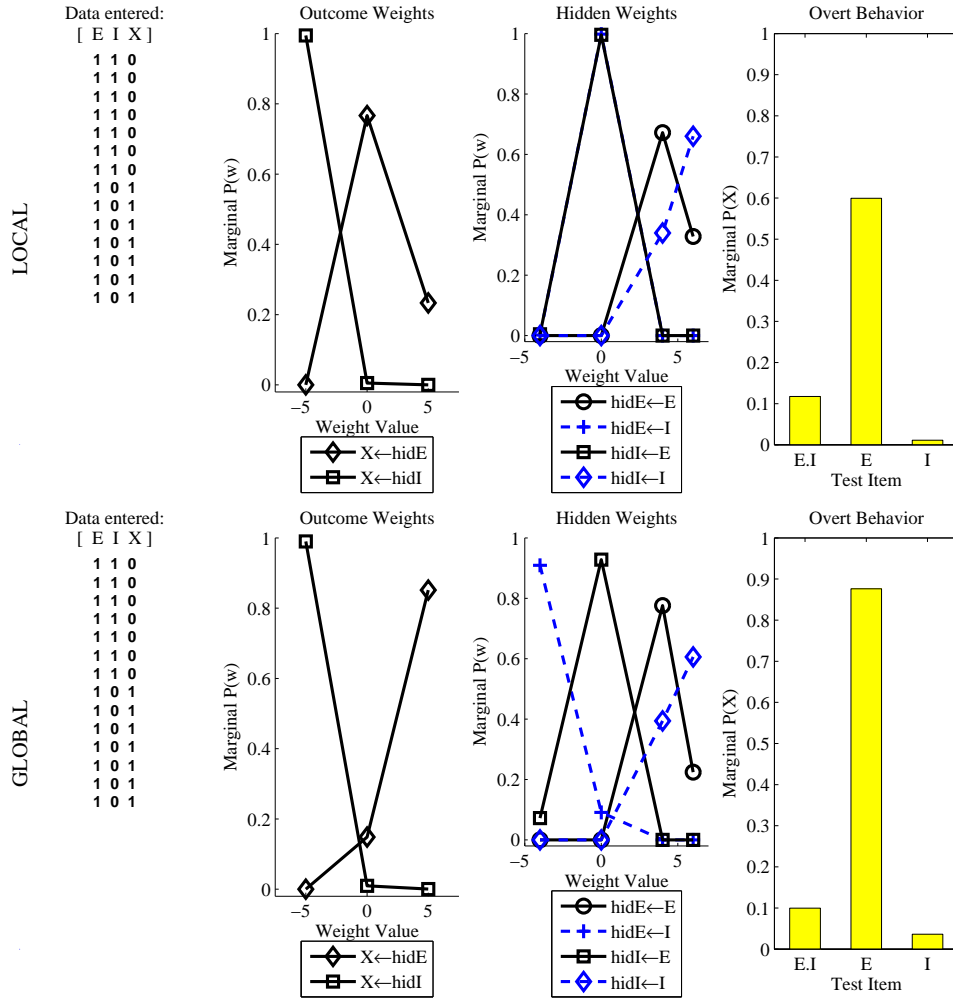 LOCAL
Data entered:
[ E I X ]
1 1 0
1 1 0
1 1 0
1 1 0
1 1 0
1 1 0
1 1 0
1 0 1
1 0 1
1 0 1
1 0 1
1 0 1
1 0 1
1 0 1
Outcome Weights
Marginal P(w)
1
0.8
0.6
0.4
0.2
0
−5 0 5
Weight Value
X←hidE
X←hidI
Hidden Weights
Marginal P(w)
1
0.8
0.6
0.4
0.2
0
−5 0 5
Weight Value
hidE←E
hidE←I
hidI←E
hidI←I
Overt Behavior
Marginal P(X)
1
0.9
0.8
0.7
0.6
0.5
0.4
0.3
0.2
0.1
0
E.I E I
Test Item
GLOBAL
Data entered:
[ E I X ]
1 1 0
1 1 0
1 1 0
1 1 0
1 1 0
1 1 0
1 1 0
1 0 1
1 0 1
1 0 1
1 0 1
1 0 1
1 0 1
1 0 1
Outcome Weights
Marginal P(w)
1
0.8
0.6
0.4
0.2
0
−5 0 5
Weight Value
X←hidE
X←hidI
Hidden Weights
Marginal P(w)
1
0.8
0.6
0.4
0.2
0
−5 0 5
Weight Value
hidE←E
hidE←I
hidI←E
hidI←I
Overt Behavior
Marginal P(X)
1
0.9
0.8
0.7
0.6
0.5
0.4
0.3
0.2
0.1
0
E.I E I
Test Item